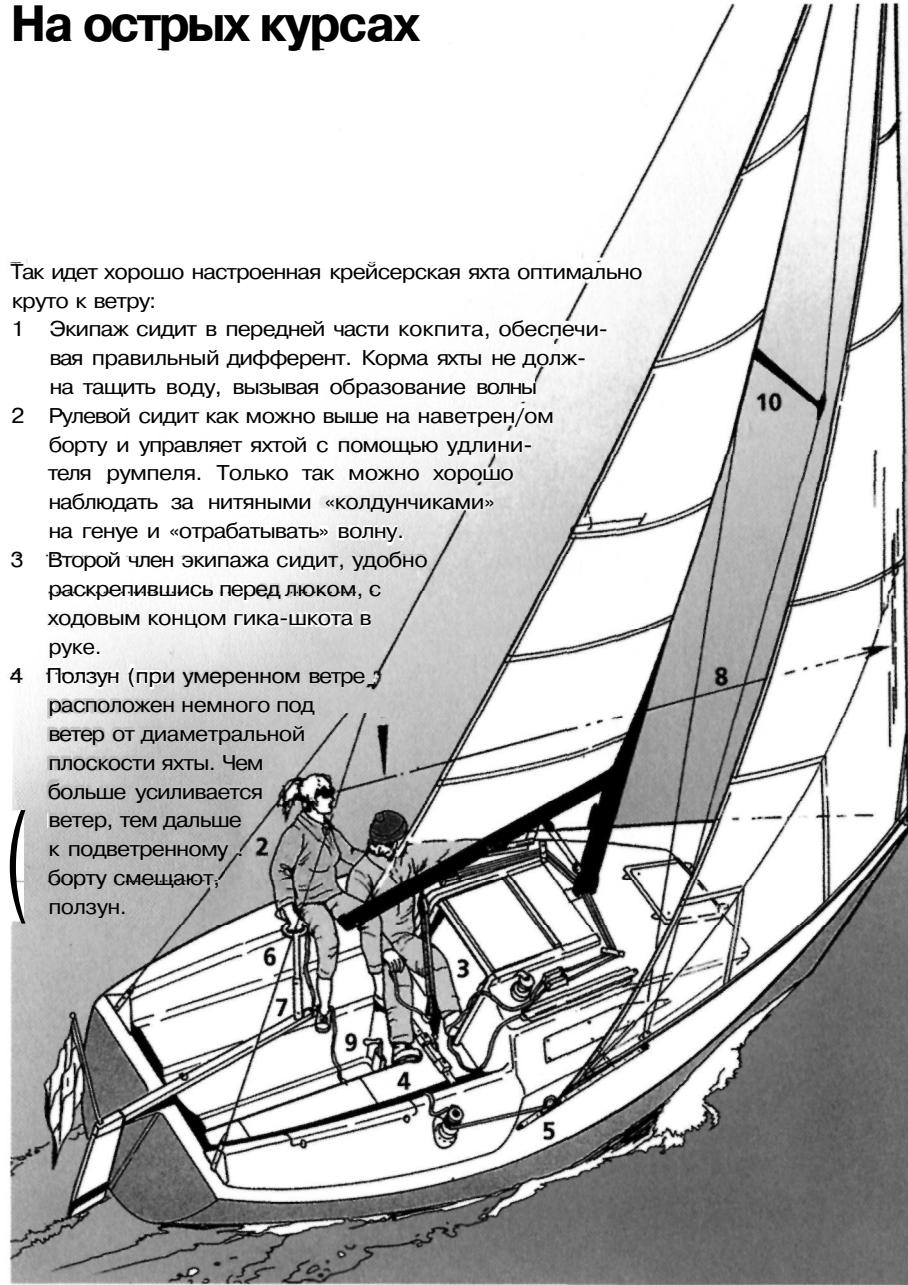 На острых курсах
Так идет хорошо настроенная крейсерская яхта оптимально
круто к ветру:
1 Экипаж сидит в передней части кокпита, обеспечи-
вая правильный дифферент. Корма яхты не долж-
на тащить воду, вызывая образование волны
2 Рулевой сидит как можно выше на наветрен/ом
борту и управляет яхтой с помощью удлини-
теля румпеля. Только так можно хорошо
наблюдать за нитяными «колдунчиками»
на генуе и «отрабатывать» волну.
3 Второй член экипажа сидит, удобно
раскрепившись перед люком, с
ходовым концом гика-шкота в
руке.
4 Ползун (при умеренном ветре)
расположен немного под
ветер от диаметральной
плоскости яхты. Чем
больше усиливается
ветер, тем дальше
к подветренному
борту смещают,
ползун.
10
8
2
6
3
7
9
4
5